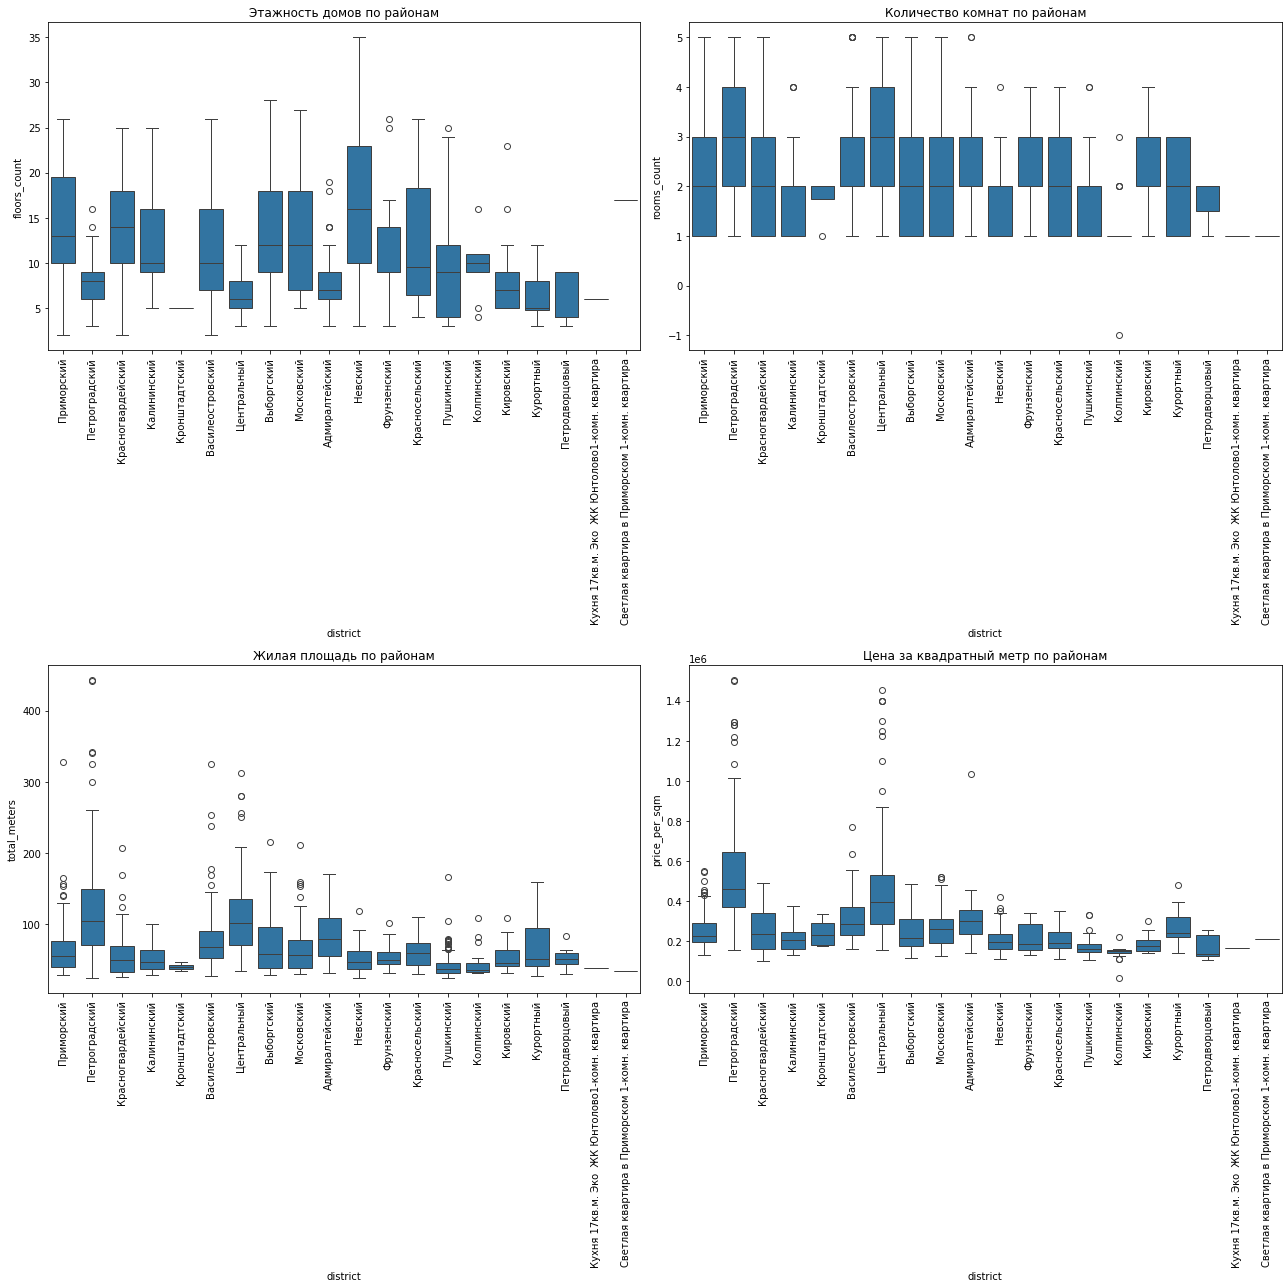 Этажность домов по районам
floors_count
35
30
25
20
15
10
5
Приморский
Петроградский
Красногвардейский
Калининский
Кронштадтский
Василеостровский
Центральный
Выборгский
Московский
Адмиралтейский
Невский
Фрунзенский
Красносельский
Пушкинский
Колпинский
Кировский
Курортный
Петродворцовый
Кухня 17кв.м. Эко  ЖК Юнтолово1-комн. квартира
Светлая квартира в Приморском 1-комн. квартира
district
Количество комнат по районам
rooms_count
5
4
3
2
1
0
−1
Приморский
Петроградский
Красногвардейский
Калининский
Кронштадтский
Василеостровский
Центральный
Выборгский
Московский
Адмиралтейский
Невский
Фрунзенский
Красносельский
Пушкинский
Колпинский
Кировский
Курортный
Петродворцовый
Кухня 17кв.м. Эко  ЖК Юнтолово1-комн. квартира
Светлая квартира в Приморском 1-комн. квартира
district
Жилая площадь по районам
total_meters
400
300
200
100
Приморский
Петроградский
Красногвардейский
Калининский
Кронштадтский
Василеостровский
Центральный
Выборгский
Московский
Адмиралтейский
Невский
Фрунзенский
Красносельский
Пушкинский
Колпинский
Кировский
Курортный
Петродворцовый
Кухня 17кв.м. Эко  ЖК Юнтолово1-комн. квартира
Светлая квартира в Приморском 1-комн. квартира
district
Цена за квадратный метр по районам
1e6
price_per_sqm
1.4
1.2
1.0
0.8
0.6
0.4
0.2
0.0
Приморский
Петроградский
Красногвардейский
Калининский
Кронштадтский
Василеостровский
Центральный
Выборгский
Московский
Адмиралтейский
Невский
Фрунзенский
Красносельский
Пушкинский
Колпинский
Кировский
Курортный
Петродворцовый
Кухня 17кв.м. Эко  ЖК Юнтолово1-комн. квартира
Светлая квартира в Приморском 1-комн. квартира
district